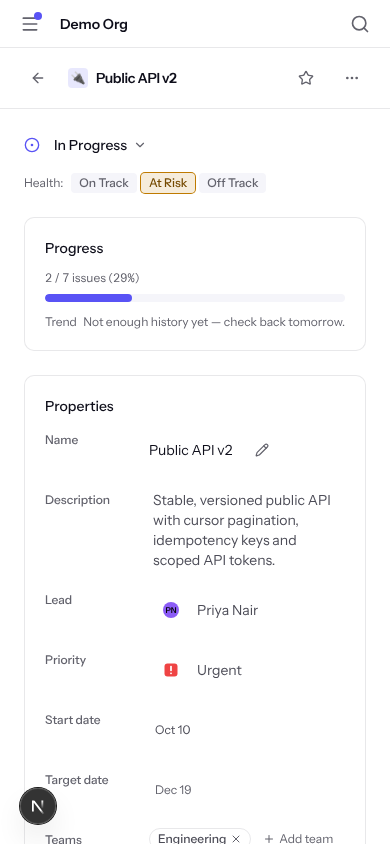 Demo Org
Public API v2
In Progress
Health: On Track At Risk Off Track
Progress
2 / 7 issues (29%)
Trend Not enough history yet — check back tomorrow.
Properties
Name Public API v2
Description Stable, versioned public API
with cursor pagination,
idempotency keys and
scoped API tokens.
Lead PN Priya Nair
Priority Urgent
Start date Oct 10
Target date Dec 19
N
Teams Engineering × + Add team